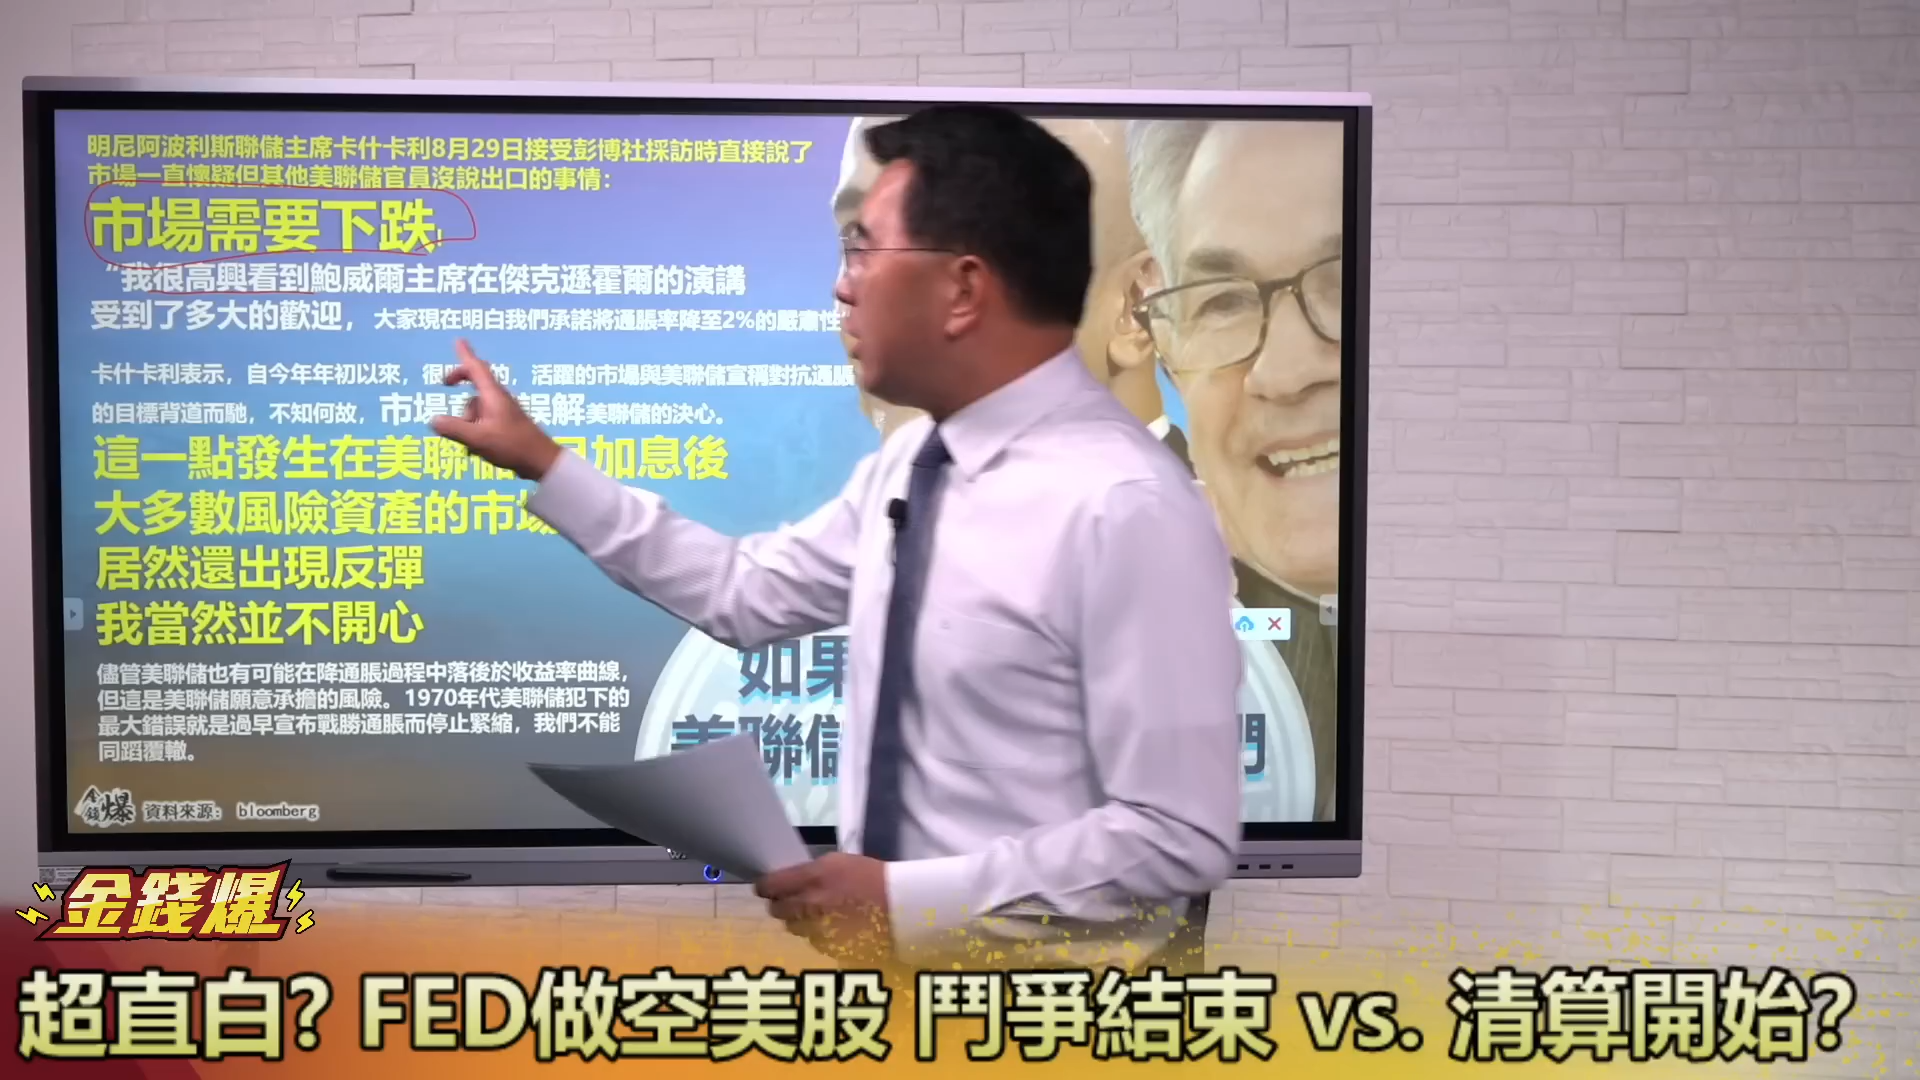 明尼阿波利斯聯儲主席卡什卡利8月29日接受彭博社採訪時直接說了
市場一直懷疑但其他美聯儲官員沒說出口的事情：
市場需要下跌！
“我很高興看到鮑威爾主席在傑克遜霍爾的演講
受到了多大的歡迎，大家現在明白我們承諾將通脹率降至2%的嚴肅性”
卡什卡利表示，自今年年初以來，很 的，活躍的市場與美聯儲宣稱對抗通脹
的目標背道而馳，不知何故，市場 誤解美聯儲的決心。
這一點發生在美聯儲 加息後
大多數風險資產的市場
居然還出現反彈
我當然並不開心
儘管美聯儲也有可能在降通脹過程中落後於收益率曲線，
但這是美聯儲願意承擔的風險。1970年代美聯儲犯下的
最大錯誤就是過早宣布戰勝通脹而停止緊縮，我們不能
同蹈覆轍。
如果
美聯儲 們
金錢爆 資料來源： bloomberg
金錢爆
超直白? FED做空美股 鬥爭結束 vs. 清算開始?